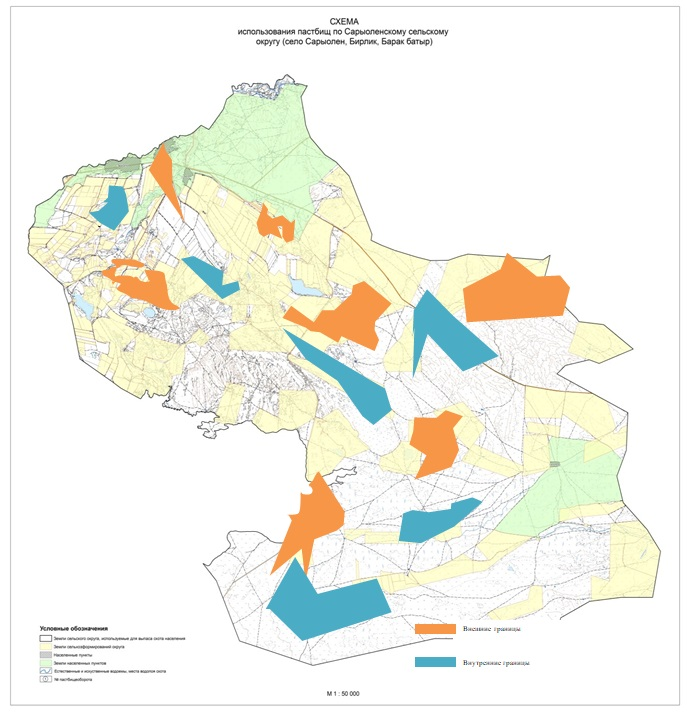 СХЕМА
использования пастбищ по Сарыоленскому сельскому
округу (село Сарыолен, Бирлик, Барак батыр)
Условные обозначения
Земли сельского округа, используемые для выпаса скота населения
Земли сельхозформирований округа
Населенные пункты
Земли населенных пунктов
Естественные и искуственные водоемы, места водопоя скота
№ пастбищеоборота
Внешние границы
Внутренние границы
М 1 : 50 000